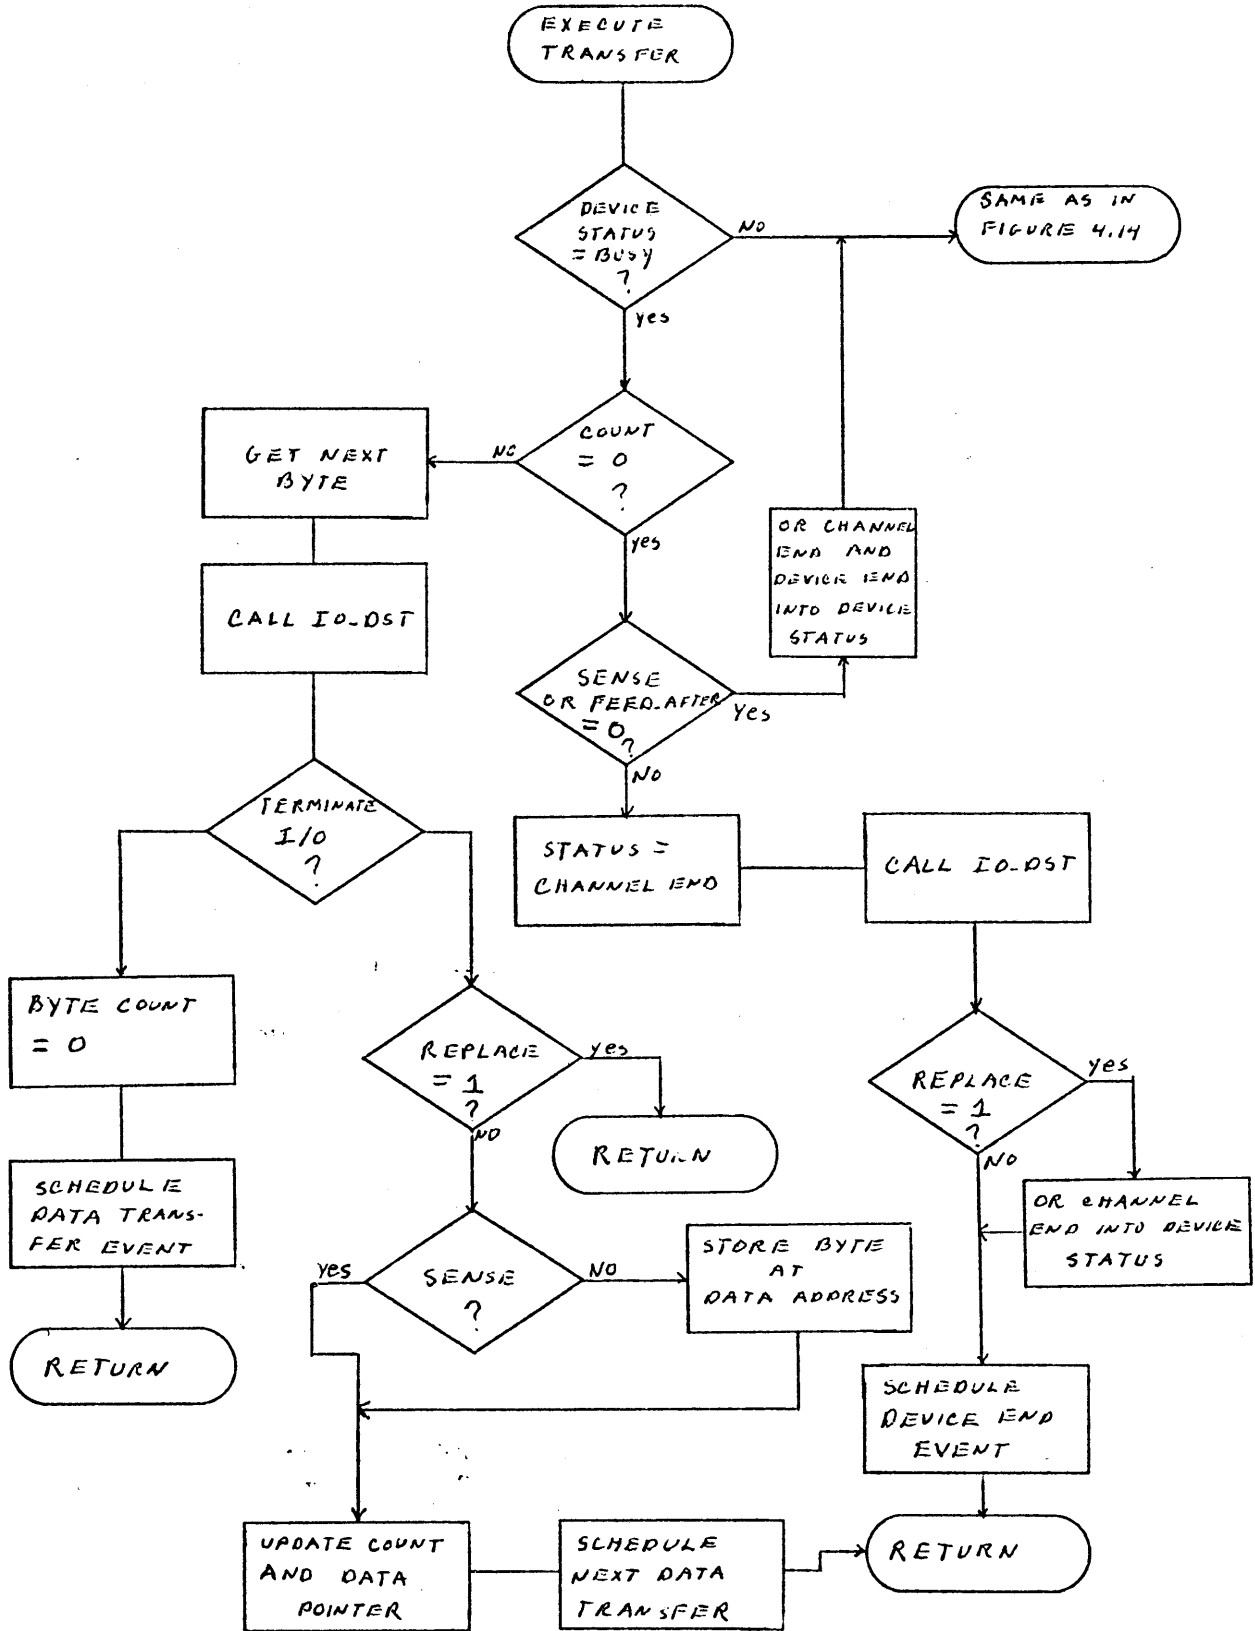 EXECUTE
TRANSFER
DEVICE
STATUS
= BUSY
?
NO
SAME AS IN
FIGURE 4.14
yes
COUNT
= 0
?
NO
GET NEXT
BYTE
yes
OR CHANNEL
END AND
DEVICE END
INTO DEVICE
STATUS
CALL IO_DST
SENSE
OR FEED_AFTER
= 0
?
Yes
NO
TERMINATE
I/O
?
STATUS =
CHANNEL END
CALL IO_DST
BYTE COUNT
= 0
REPLACE
= 1
?
yes
NO
RETURN
REPLACE
= 1
?
yes
NO
SCHEDULE
DATA TRANS-
FER EVENT
OR CHANNEL
END INTO DEVICE
STATUS
SENSE
?
yes
NO
STORE BYTE
AT
DATA ADDRESS
RETURN
SCHEDULE
DEVICE END
EVENT
UPDATE COUNT
AND DATA
POINTER
SCHEDULE
NEXT DATA
TRANSFER
RETURN